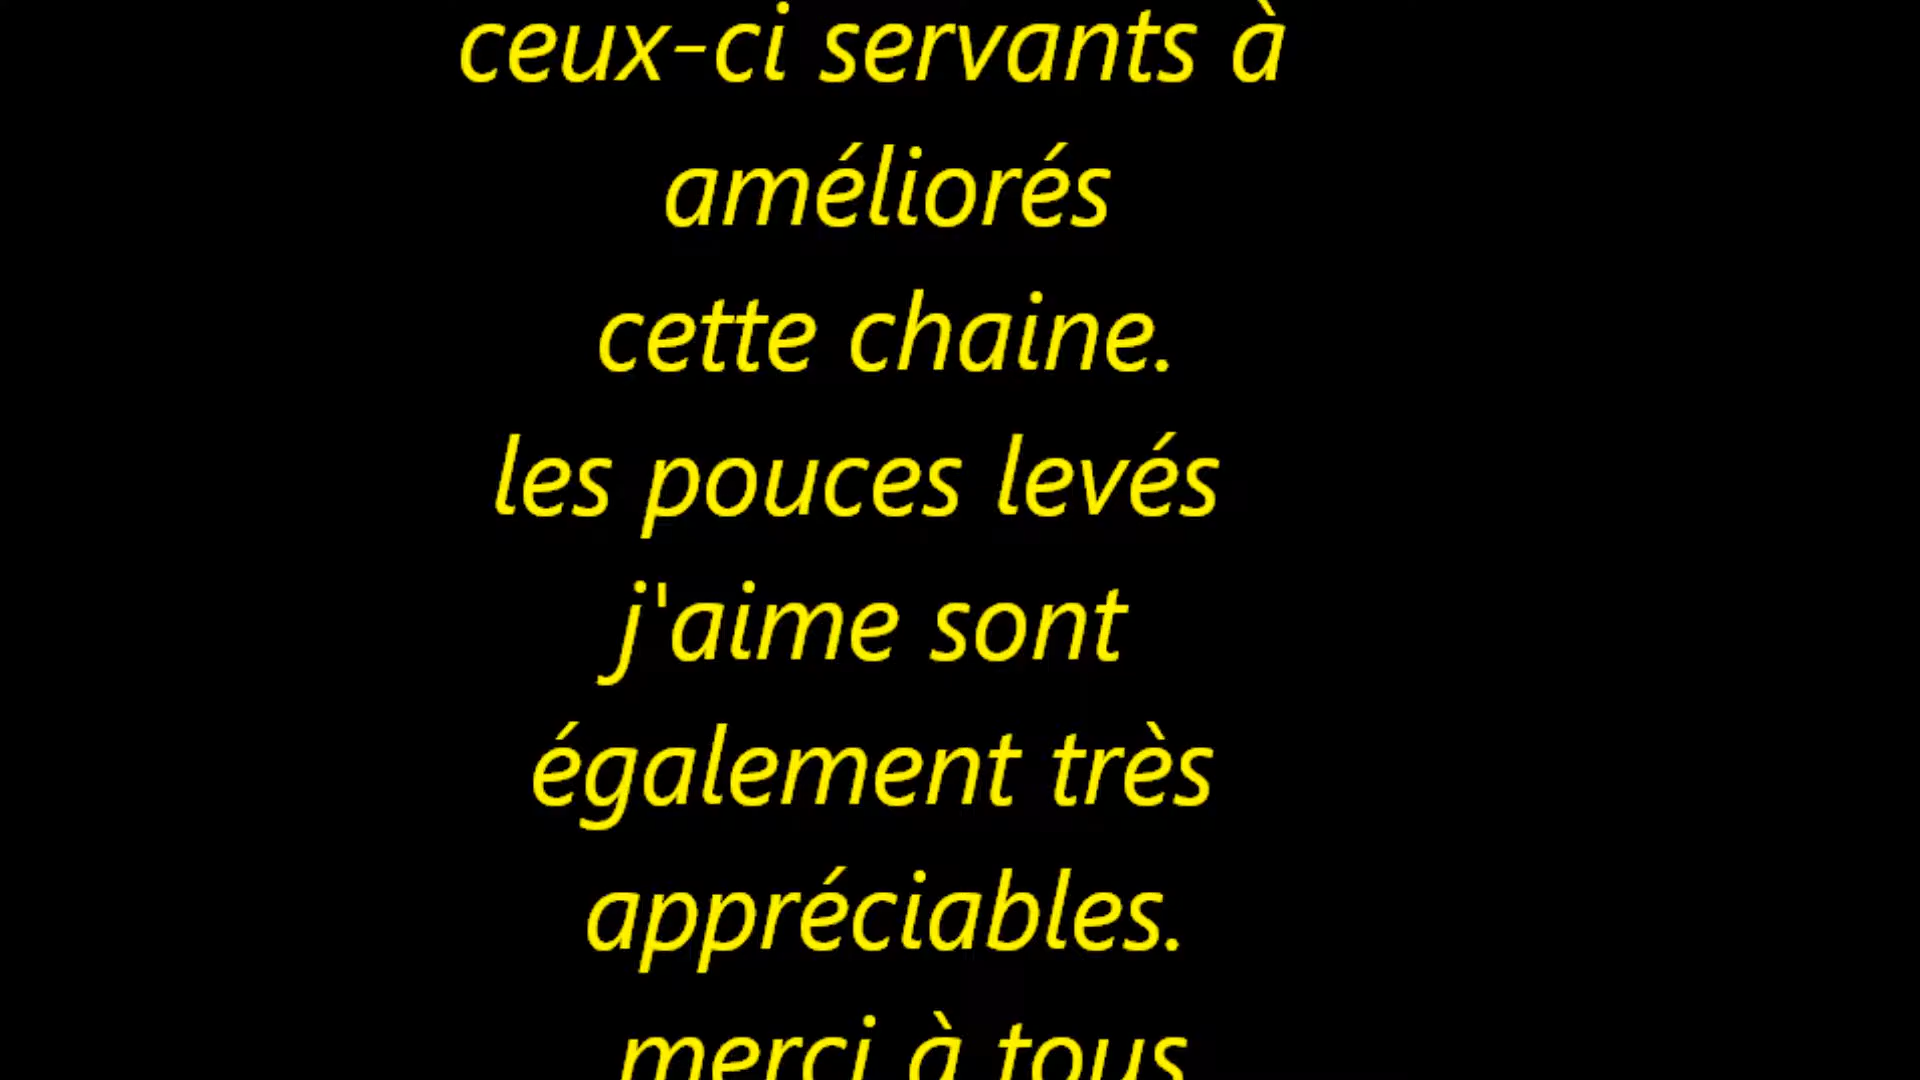 ceux-ci servants à
améliorés
cette chaine.
les pouces levés
j'aime sont
également très
appréciables.
merci à tous